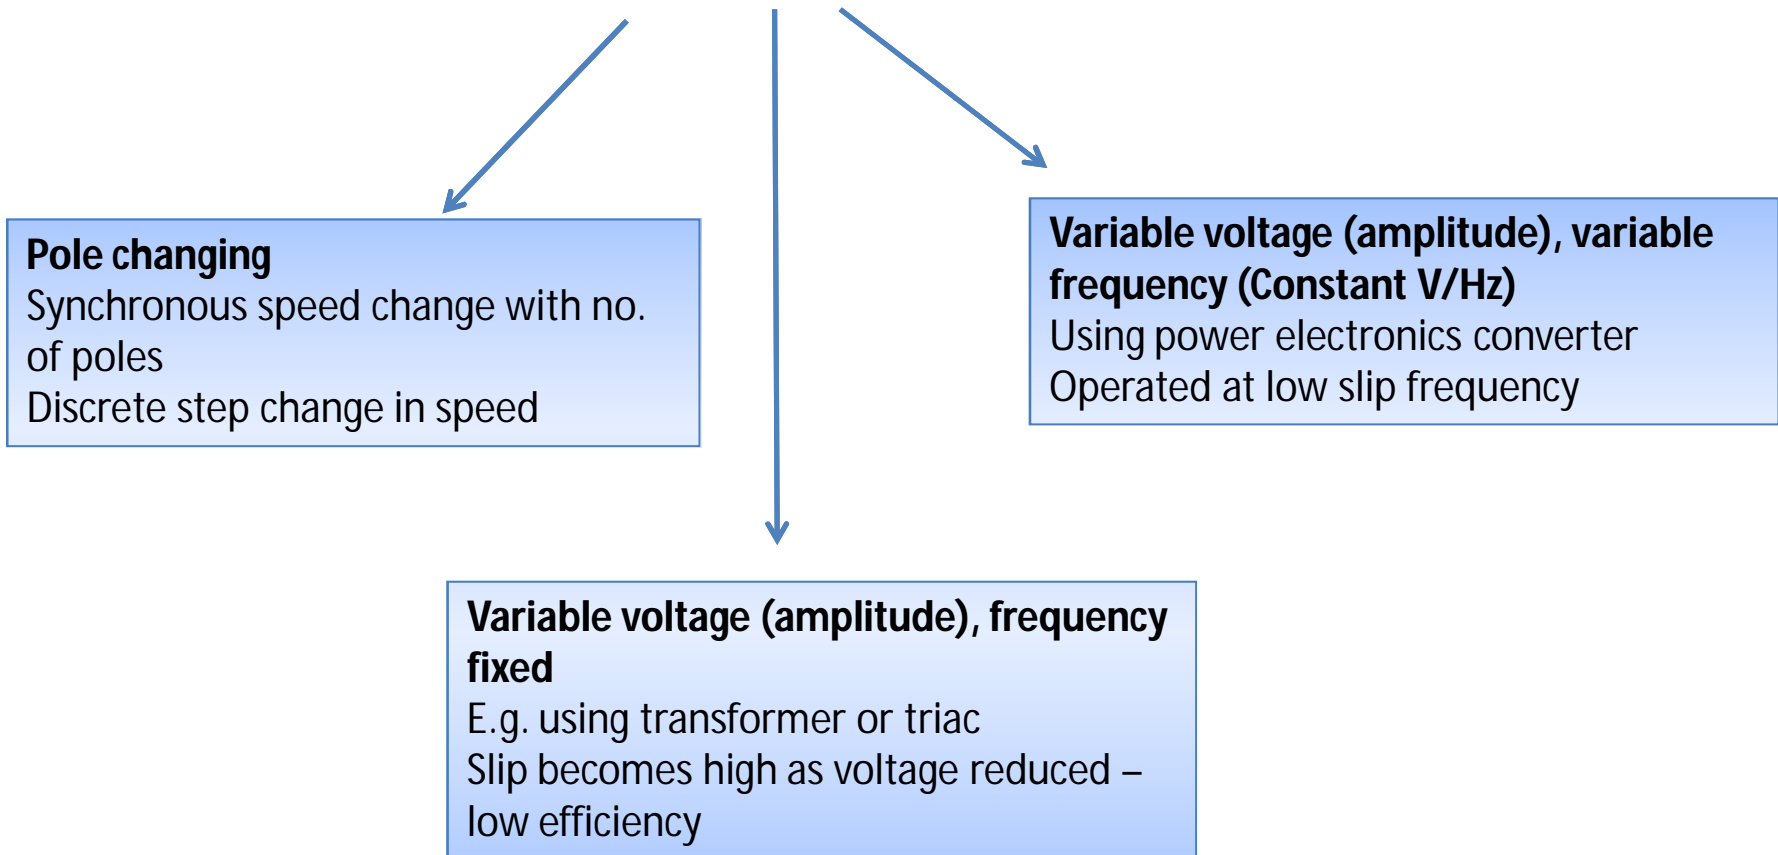 Pole changing
Synchronous speed change with no.
of poles
Discrete step change in speed
Variable voltage (amplitude), variable
frequency (Constant V/Hz)
Using power electronics converter
Operated at low slip frequency
Variable voltage (amplitude), frequency
fixed
E.g. using transformer or triac
Slip becomes high as voltage reduced –
low efficiency